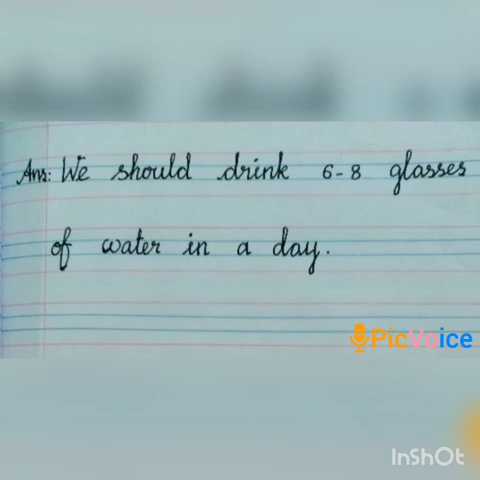 Ans: We should drink 6-8 glasses
of water in a day.
PicVoice
InShOt